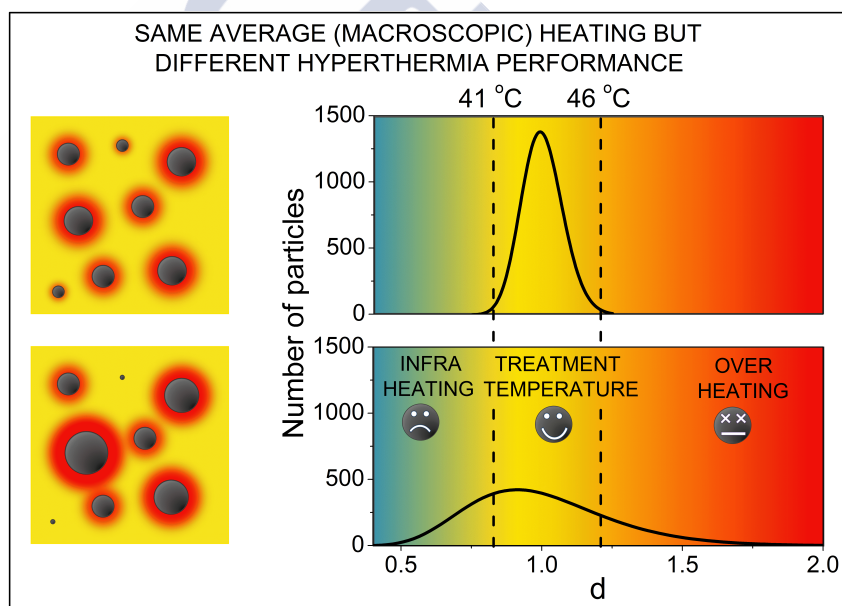 SAME AVERAGE (MACROSCOPIC) HEATING BUT
DIFFERENT HYPERTHERMIA PERFORMANCE
41 °C
46 °C
1500
1000
500
0
Number of particles
1500
1000
500
0
INFRA
HEATING
TREATMENT
TEMPERATURE
OVER
HEATING
0.5
1.0
1.5
2.0
d